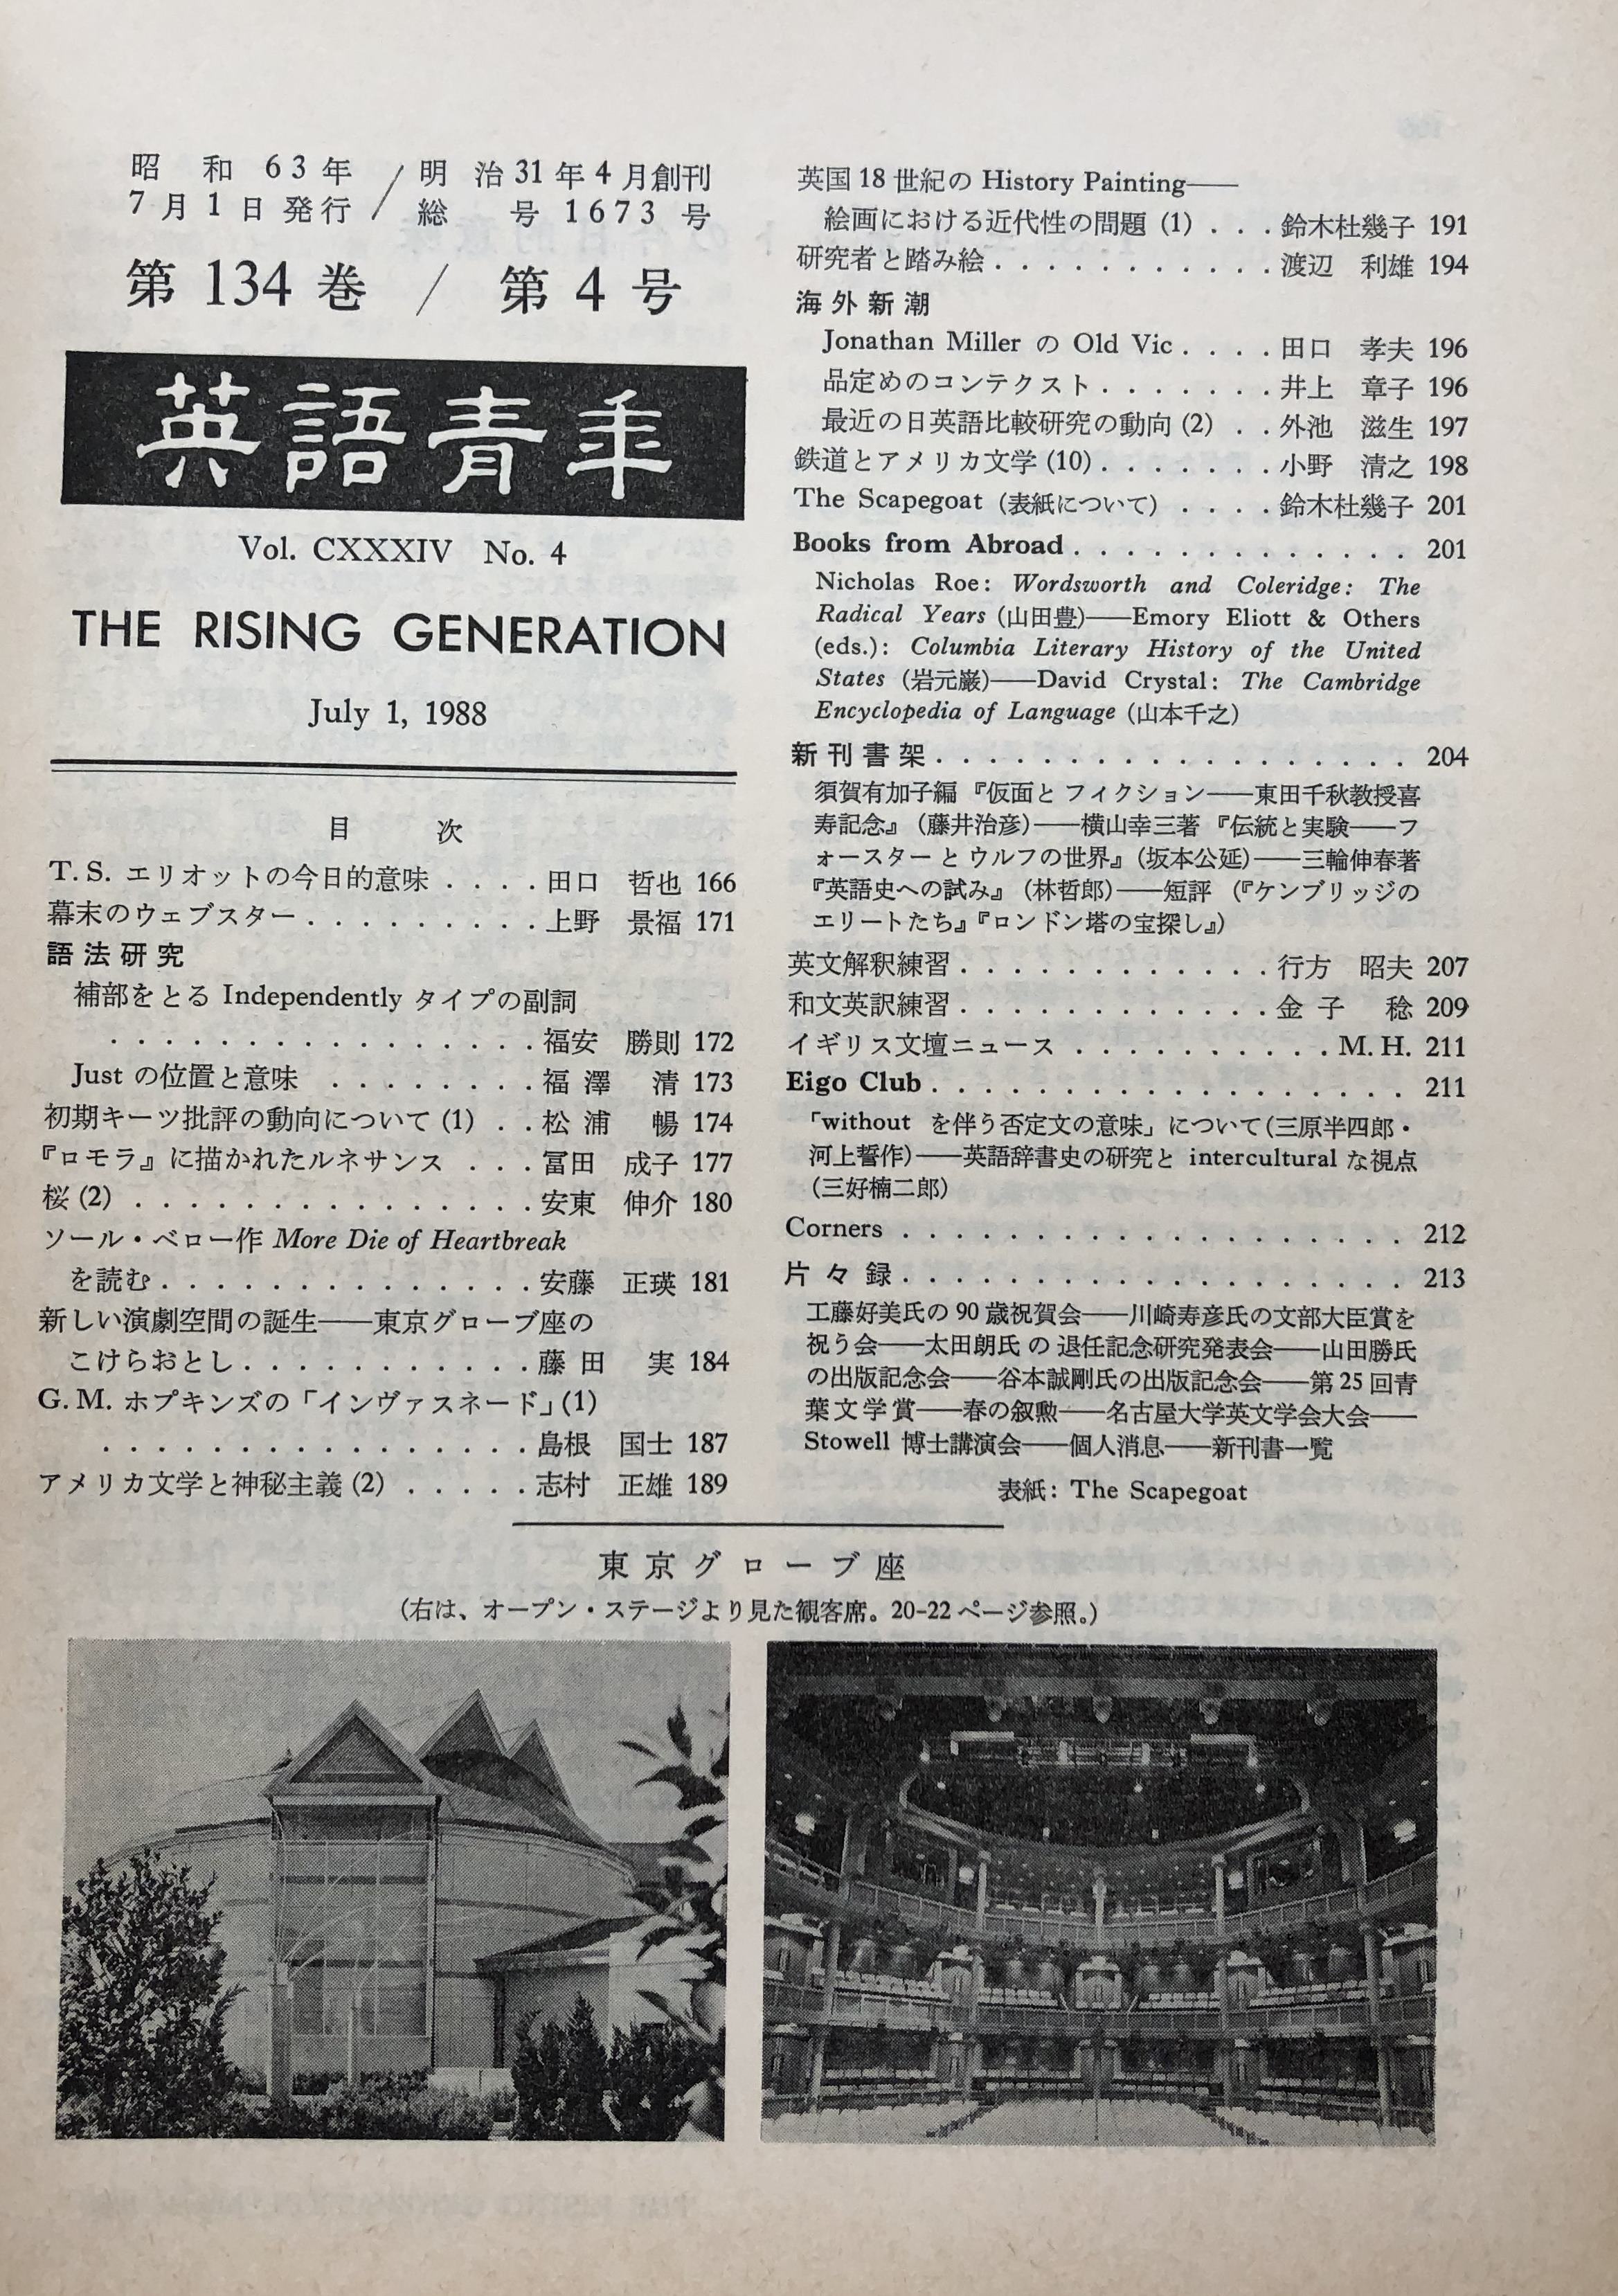 昭和63年 / 明治31年4月創刊
7月1日発行 / 総号1673号
第134巻 / 第4号
英語青年
Vol. CXXXIV No. 4
THE RISING GENERATION
July 1, 1988
目次
T. S. エリオットの今日的意味 . . . . 田口 哲也 166
幕末のウェブスター . . . . . . . . . 上野 景福 171
語法研究
補部をとる Independently タイプの副詞
. . . . . . . . . . . . . . . . 福安 勝則 172
Just の位置と意味 . . . . . . . . 福澤 清 173
初期キーツ批評の動向について (1) . . 松浦 暢 174
『ロモラ』に描かれたルネサンス . . . 冨田 成子 177
桜 (2) . . . . . . . . . . . . . . . 安東 伸介 180
ソール・ベロー作 More Die of Heartbreak
を読む . . . . . . . . . . . . . . 安藤 正瑛 181
新しい演劇空間の誕生——東京グローブ座の
こけらおとし . . . . . . . . . . . 藤田 実 184
G. M. ホプキンズの「インヴァスネード」(1)
. . . . . . . . . . . . . . . . 島根 国士 187
アメリカ文学と神秘主義 (2) . . . . . 志村 正雄 189
英国 18 世紀の History Painting——
絵画における近代性の問題 (1) . . . 鈴木杜幾子 191
研究者と踏み絵 . . . . . . . . . . . 渡辺 利雄 194
海外新潮
Jonathan Miller の Old Vic . . . . 田口 孝夫 196
品定めのコンテクスト . . . . . . . 井上 章子 196
最近の日英語比較研究の動向 (2) . . 外池 滋生 197
鉄道とアメリカ文学 (10) . . . . . . . 小野 清之 198
The Scapegoat (表紙について) . . . . 鈴木杜幾子 201
Books from Abroad . . . . . . . . . . . . . 201
Nicholas Roe: Wordsworth and Coleridge: The
Radical Years (山田豊)——Emory Eliott & Others
(eds.): Columbia Literary History of the United
States (岩元巌)——David Crystal: The Cambridge
Encyclopedia of Language (山本千之)
新刊書架 . . . . . . . . . . . . . . . . . . 204
須賀有加子編『仮面とフィクション——東田千秋教授喜
寿記念』(藤井治彦)——横山幸三著『伝統と実験——フ
ォースターとウルフの世界』(坂本公延)——三輪伸春著
『英語史への試み』(林哲郎)——短評 (『ケンブリッジの
エリートたち』『ロンドン塔の宝探し』)
英文解釈練習 . . . . . . . . . . . . 行方 昭夫 207
和文英訳練習 . . . . . . . . . . . . 金子 稔 209
イギリス文壇ニュース . . . . . . . . . . M. H. 211
Eigo Club . . . . . . . . . . . . . . . . . . 211
「without を伴う否定文の意味」について(三原半四郎・
河上誓作)——英語辞書史の研究と intercultural な視点
(三好楠二郎)
Corners . . . . . . . . . . . . . . . . . . . 212
片々録 . . . . . . . . . . . . . . . . . . . 213
工藤好美氏の 90 歳祝賀会——川崎寿彦氏の文部大臣賞を
祝う会——太田朗氏の退任記念研究発表会——山田勝氏
の出版記念会——谷本誠剛氏の出版記念会——第25回青
葉文学賞——春の叙勲——名古屋大学英文学会大会——
Stowell 博士講演会——個人消息——新刊書一覧
表紙: The Scapegoat
東京グローブ座
(右は、オープン・ステージより見た観客席。20-22 ページ参照。)